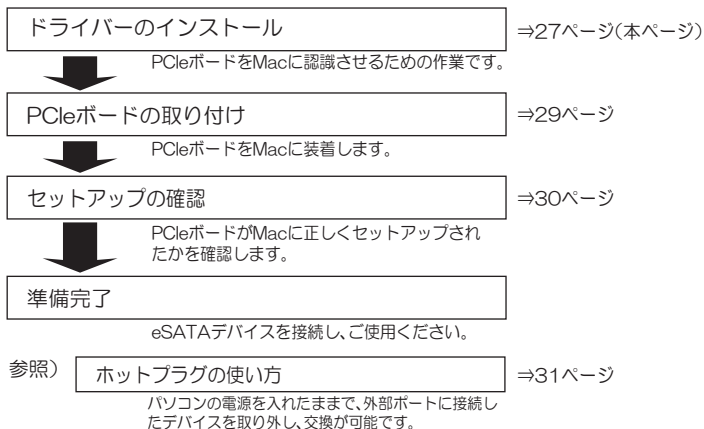 ドライバーのインストール ⇒27ページ(本ページ)
PCIeボードをMacに認識させるための作業です。
PCIeボードの取り付け ⇒29ページ
PCIeボードをMacに装着します。
セットアップの確認 ⇒30ページ
PCIeボードがMacに正しくセットアップされ
たかを確認します。
準備完了
eSATAデバイスを接続し、ご使用ください。
参照) ホットプラグの使い方 ⇒31ページ
パソコンの電源を入れたままで、外部ポートに接続し
たデバイスを取り外し、交換が可能です。